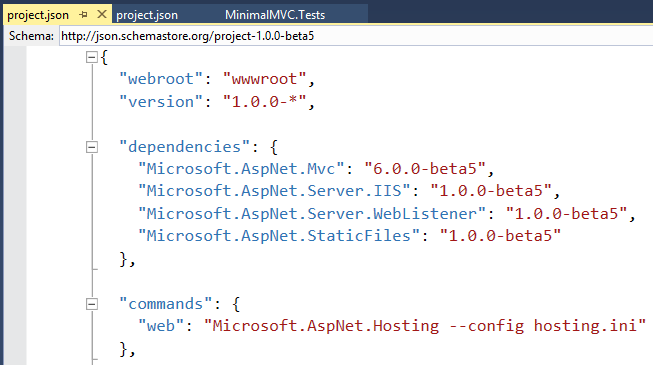 project.json project.json MinimalMVC.Tests
Schema: http://json.schemastore.org/project-1.0.0-beta5
{
"webroot": "wwwroot",
"version": "1.0.0-*",
"dependencies": {
"Microsoft.AspNet.Mvc": "6.0.0-beta5",
"Microsoft.AspNet.Server.IIS": "1.0.0-beta5",
"Microsoft.AspNet.Server.WebListener": "1.0.0-beta5",
"Microsoft.AspNet.StaticFiles": "1.0.0-beta5"
},
"commands": {
"web": "Microsoft.AspNet.Hosting --config hosting.ini"
},